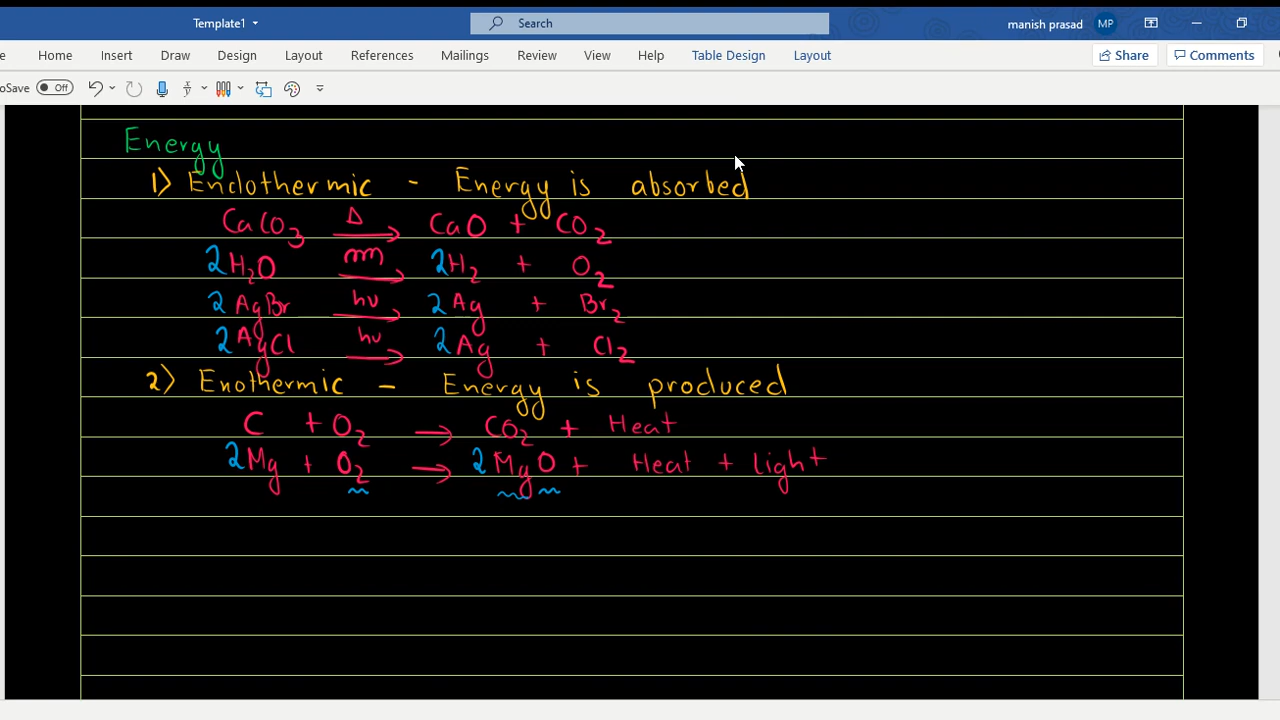 Template1
Search
manish prasad MP
e Home Insert Draw Design Layout References Mailings Review View Help Table Design Layout Share Comments
oSave Off
Energy
1) Endothermic - Energy is absorbed
CaCO3 Δ→ CaO + CO2
2H2O → 2H2 + O2
2AgBr hν→ 2Ag + Br2
2AgCl hν→ 2Ag + Cl2
2) Exothermic - Energy is produced
C + O2 → CO2 + Heat
2Mg + O2 → 2MgO + Heat + light